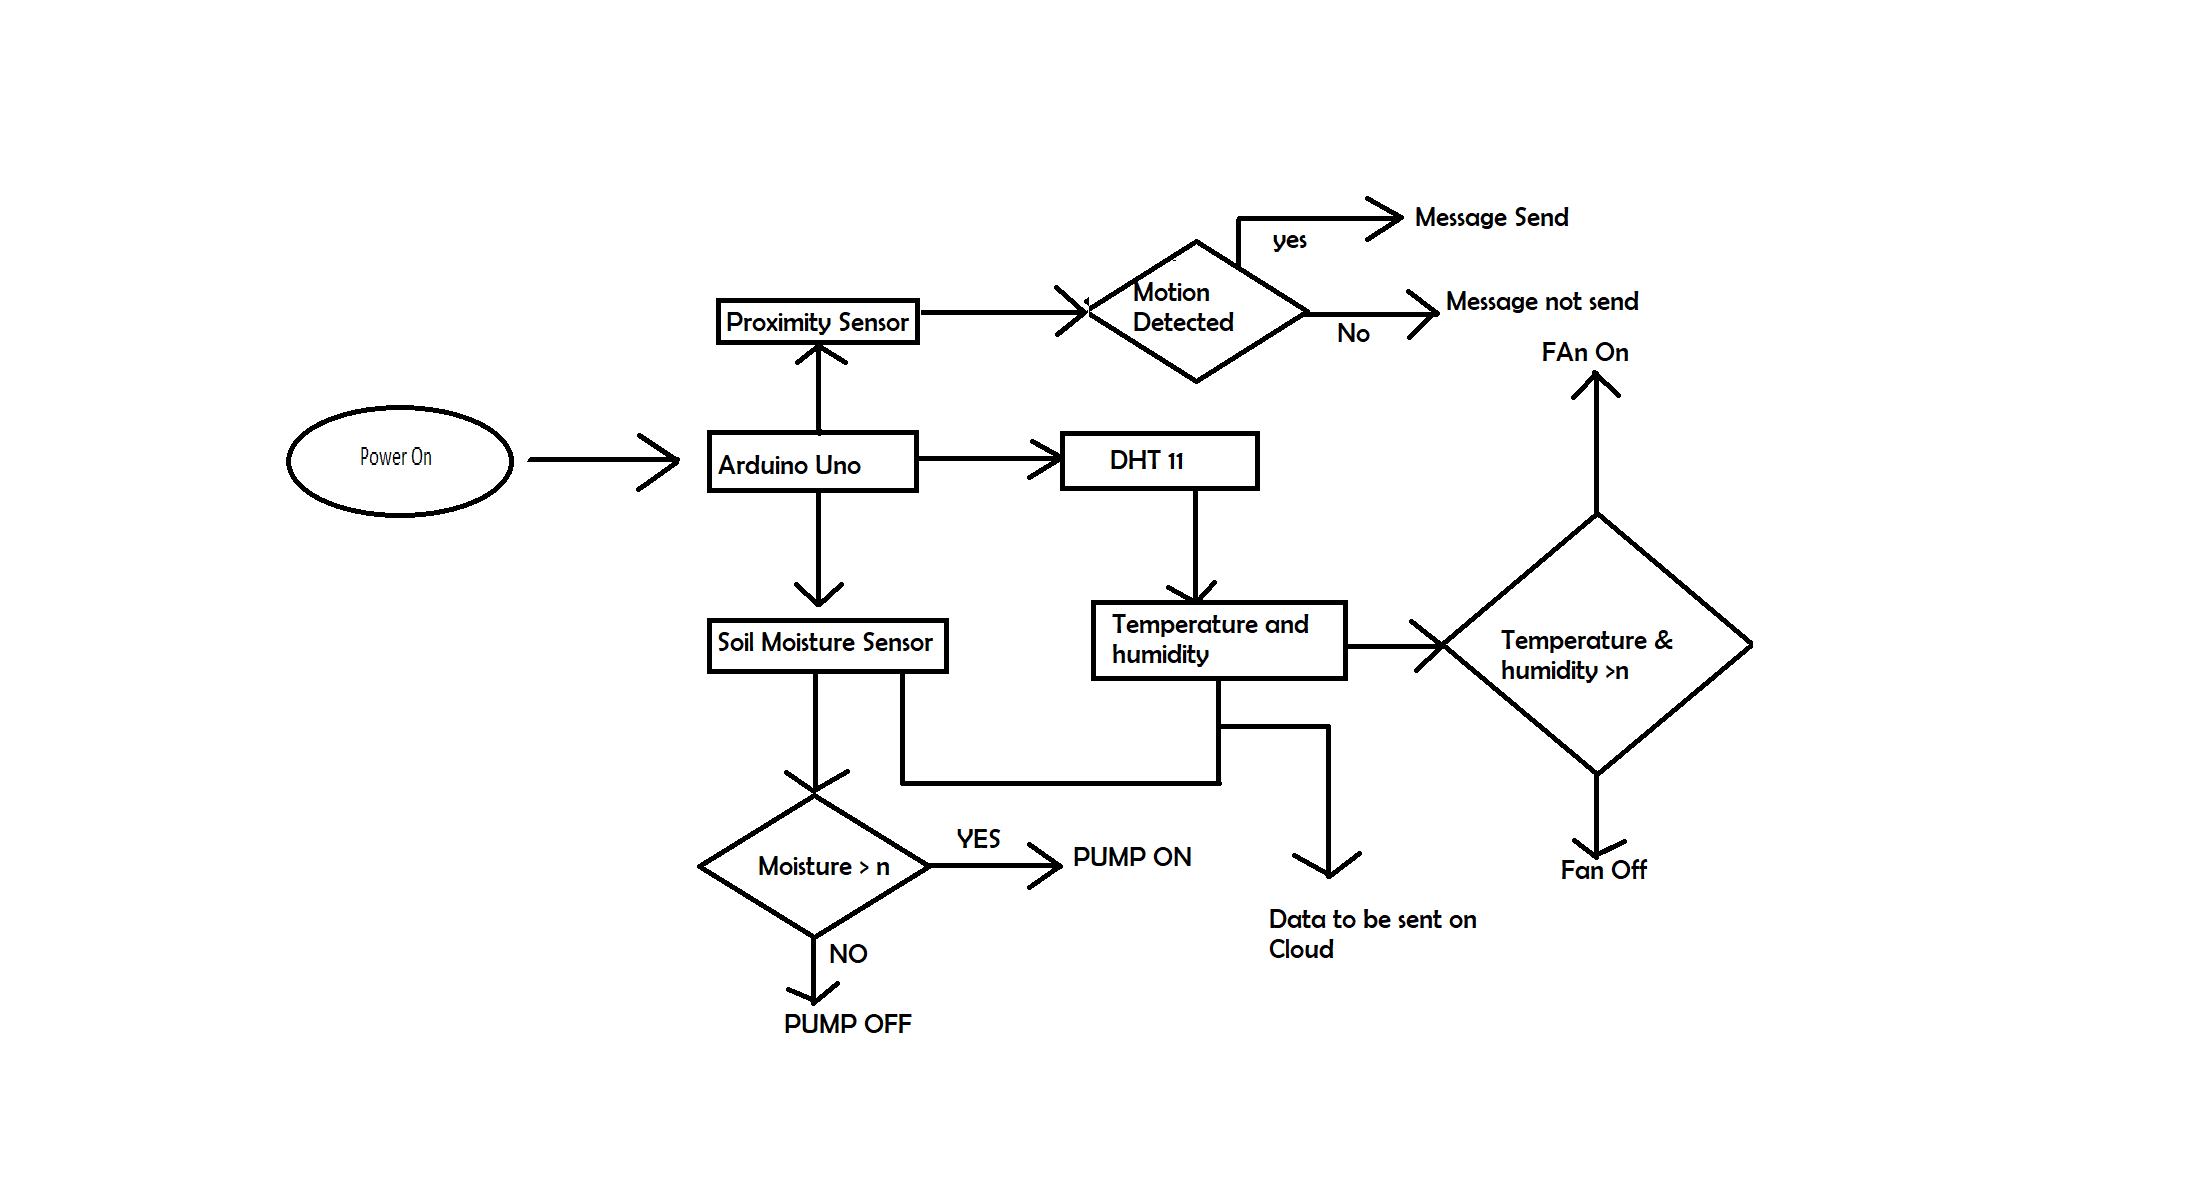 Message Send
yes
Motion
Detected
Message not send
No
Proximity Sensor
FAn On
Power On
Arduino Uno
DHT 11
Temperature and
humidity
Soil Moisture Sensor
Temperature &
humidity >n
YES
PUMP ON
Moisture > n
Fan Off
Data to be sent on
Cloud
NO
PUMP OFF